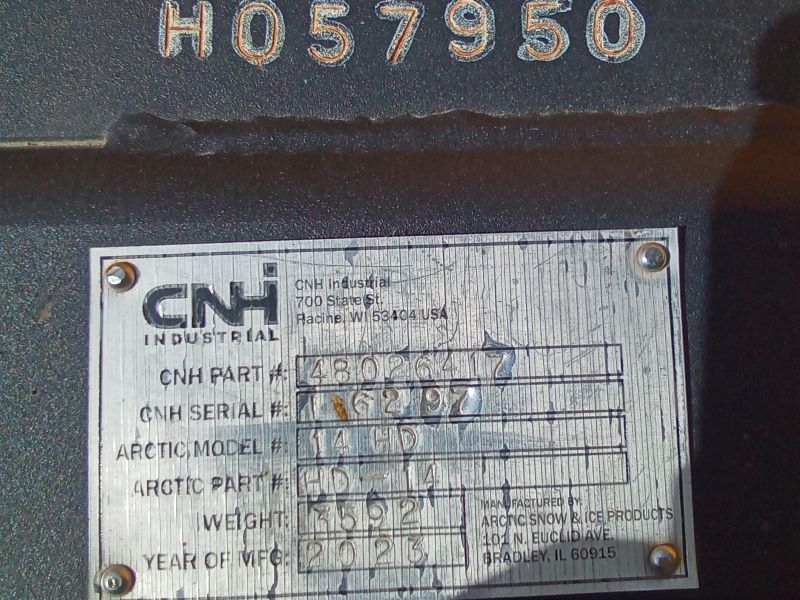 H057950
CNH
INDUSTRIAL
CNH Industrial
700 State St.
Racine, WI 53404 USA
CNH PART #: 48026417
CNH SERIAL #:
ARCTIC MODEL #: 14 HD
ARCTIC PART #: HD-14
WEIGHT: 3592
YEAR OF MFG: 2023
MANUFACTURED BY:
ARCTIC SNOW & ICE PRODUCTS
101 N. EUCLID AVE.
BRADLEY, IL 60915